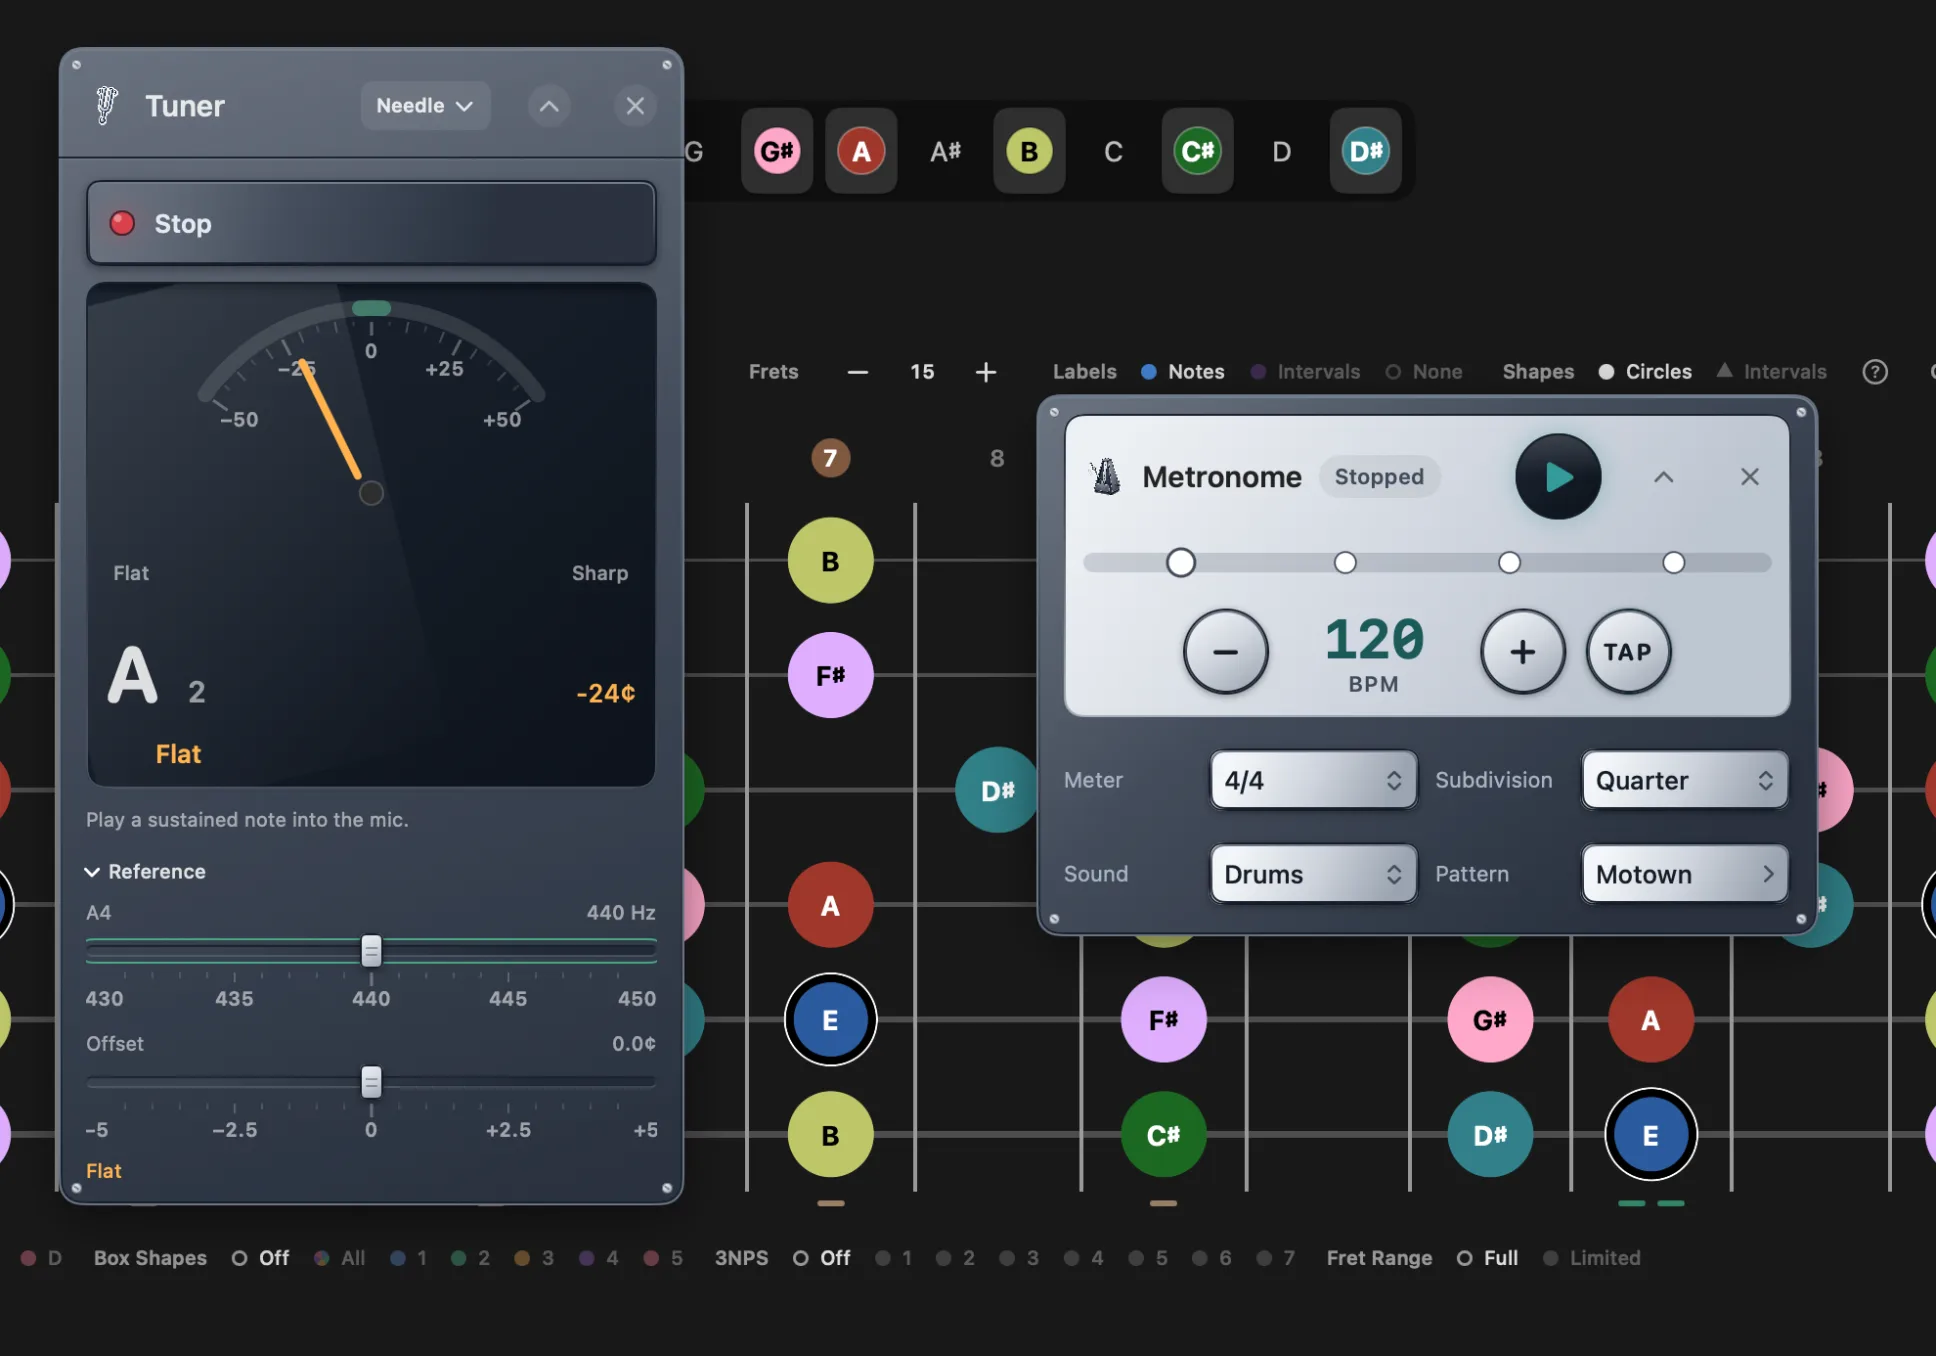 Tuner
Needle
Stop
0
−25
+25
−50
+50
Flat
Sharp
A 2
-24¢
Flat
Play a sustained note into the mic.
Reference
A4
440 Hz
430 435 440 445 450
Offset
0.0¢
-5 −2.5 0 +2.5 +5
Flat
G G# A A# B C C# D D#
Frets — 15 + Labels Notes Intervals None Shapes Circles Intervals ?
7 8
Metronome
Stopped
120
BPM
TAP
Meter
4/4
Subdivision
Quarter
Sound
Drums
Pattern
Motown
B
F#
D#
A
E F# G# A
B C# D# E
D Box Shapes Off All 1 2 3 4 5 3NPS Off 1 2 3 4 5 6 7 Fret Range Full Limited